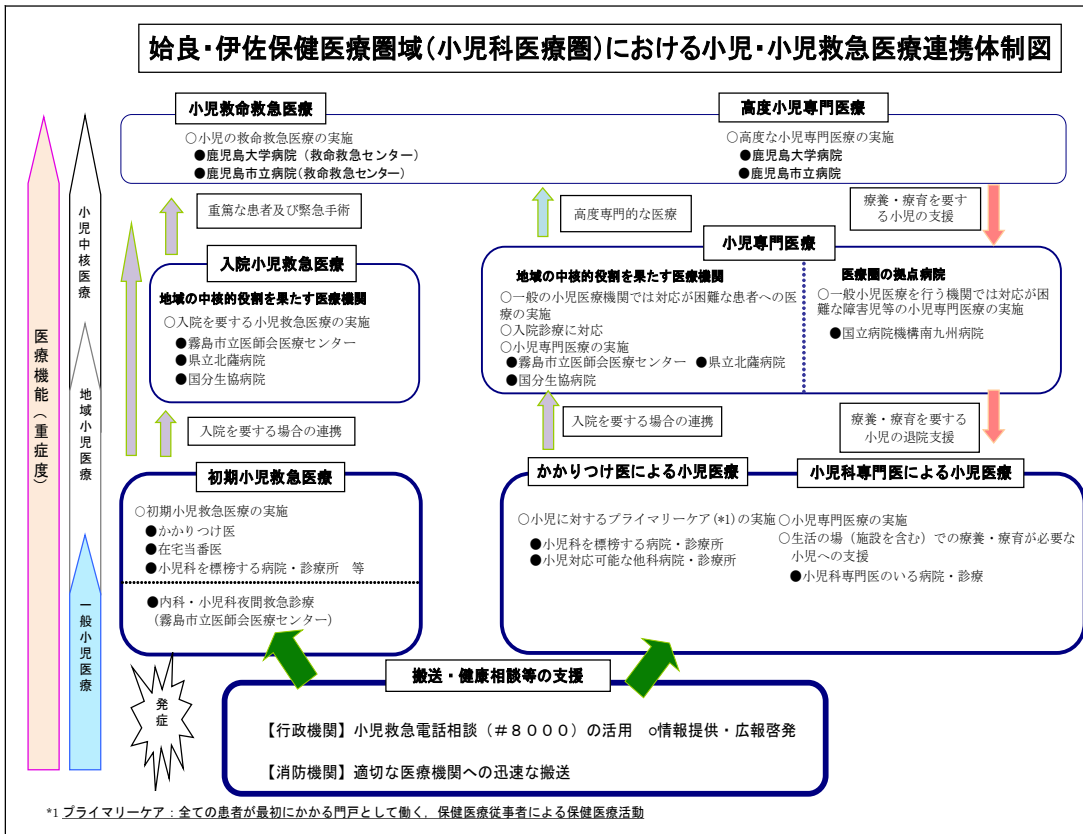 姶良・伊佐保健医療圏域（小児科医療圏）における小児・小児救急医療連携体制図
小児救命救急医療
○小児の救命救急医療の実施
●鹿児島大学病院（救命救急センター）
●鹿児島市立病院（救命救急センター）
高度小児専門医療
○高度な小児専門医療の実施
●鹿児島大学病院
●鹿児島市立病院
医療機能（重症度）
小児中核医療
地域小児医療
一般小児医療
重篤な患者及び緊急手術
高度専門的な医療
療養・療育を要す
る小児の支援
入院小児救急医療
地域の中核的役割を果たす医療機関
○入院を要する小児救急医療の実施
●霧島市立医師会医療センター
●県立北薩病院
●国分生協病院
小児専門医療
地域の中核的役割を果たす医療機関
○一般の小児医療機関では対応が困難な患者への医
療の実施
○入院診療に対応
○小児専門医療の実施
●霧島市立医師会医療センター ●県立北薩病院
●国分生協病院
医療圏の拠点病院
○一般小児医療を行う機関では対応が困
難な障害児等の小児専門医療の実施
●国立病院機構南九州病院
入院を要する場合の連携
入院を要する場合の連携
療養・療育を要する
小児の退院支援
初期小児救急医療
○初期小児救急医療の実施
●かかりつけ医
●在宅当番医
●小児科を標榜する病院・診療所　等
●内科・小児科夜間救急診療
（霧島市立医師会医療センター）
かかりつけ医による小児医療
○小児に対するプライマリーケア(*1)の実施
●小児科を標榜する病院・診療所
●小児対応可能な他科病院・診療所
小児科専門医による小児医療
○小児専門医療の実施
○生活の場（施設を含む）での療養・療育が必要な
小児への支援
●小児科専門医のいる病院・診療
発症
搬送・健康相談等の支援
【行政機関】小児救急電話相談（＃８０００）の活用　○情報提供・広報啓発
【消防機関】適切な医療機関への迅速な搬送
*1 プライマリーケア：全ての患者が最初にかかる門戸として働く，保健医療従事者による保健医療活動